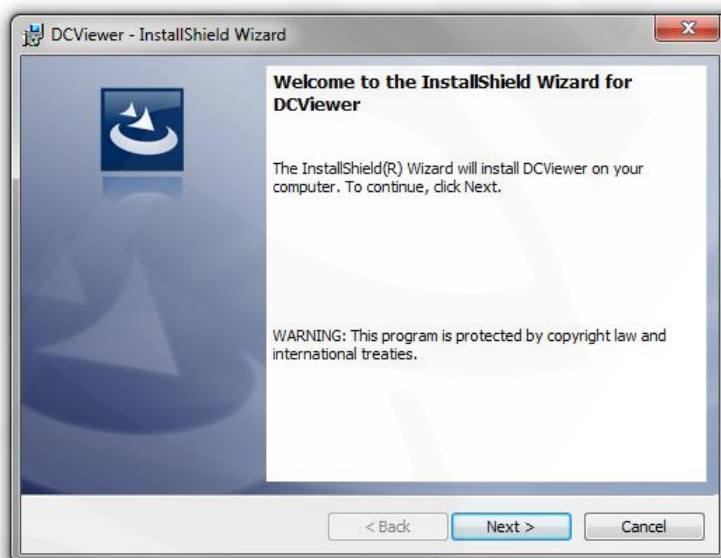 DCViewer - InstallShield Wizard
Welcome to the InstallShield Wizard for
DCViewer
The InstallShield(R) Wizard will install DCViewer on your
computer. To continue, click Next.
WARNING: This program is protected by copyright law and
international treaties.
< Back
Next >
Cancel